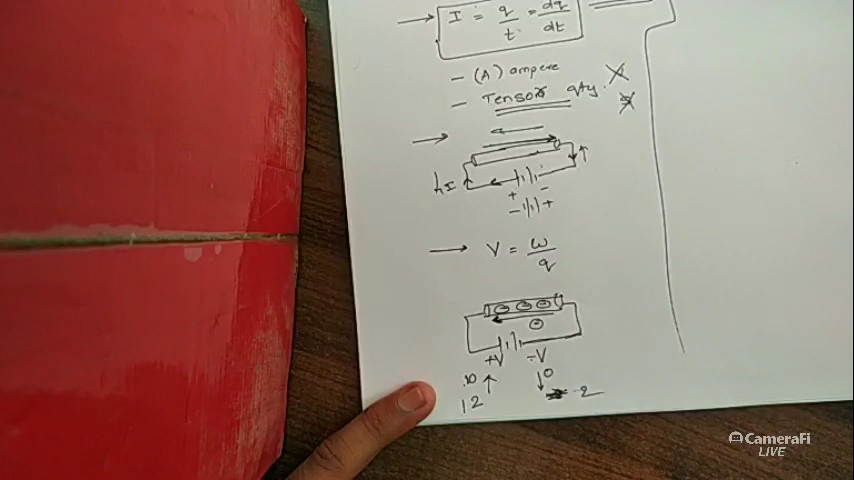 → I = q/t = dq/dt
- (A) ampere
- Tensor qty.
→
I
+ -
- +
→ V = w/q
+V -V
10 0
12 -2
CameraFi
LIVE